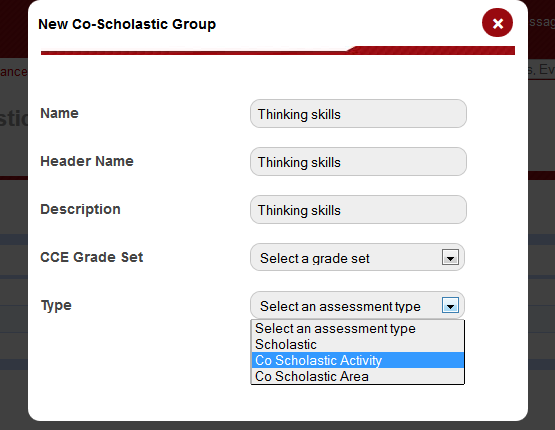 New Co-Scholastic Group
Name
Thinking skills
Header Name
Thinking skills
Description
Thinking skills
CCE Grade Set
Select a grade set
Type
Select an assessment type
Select an assessment type
Scholastic
Co Scholastic Activity
Co Scholastic Area